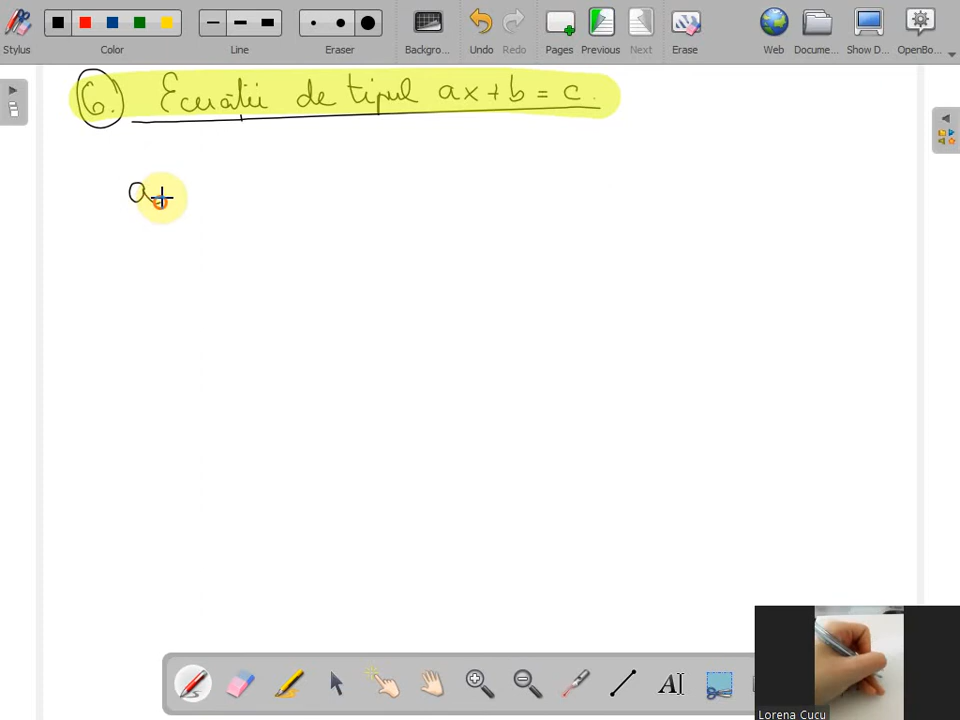 Color Line Eraser Backgro... Undo Redo Pages Previous Next Erase Web Docume... Show D... OpenBo...
Stylus
6. Ecuații de tipul ax + b = c.
a
Lorena Cucu